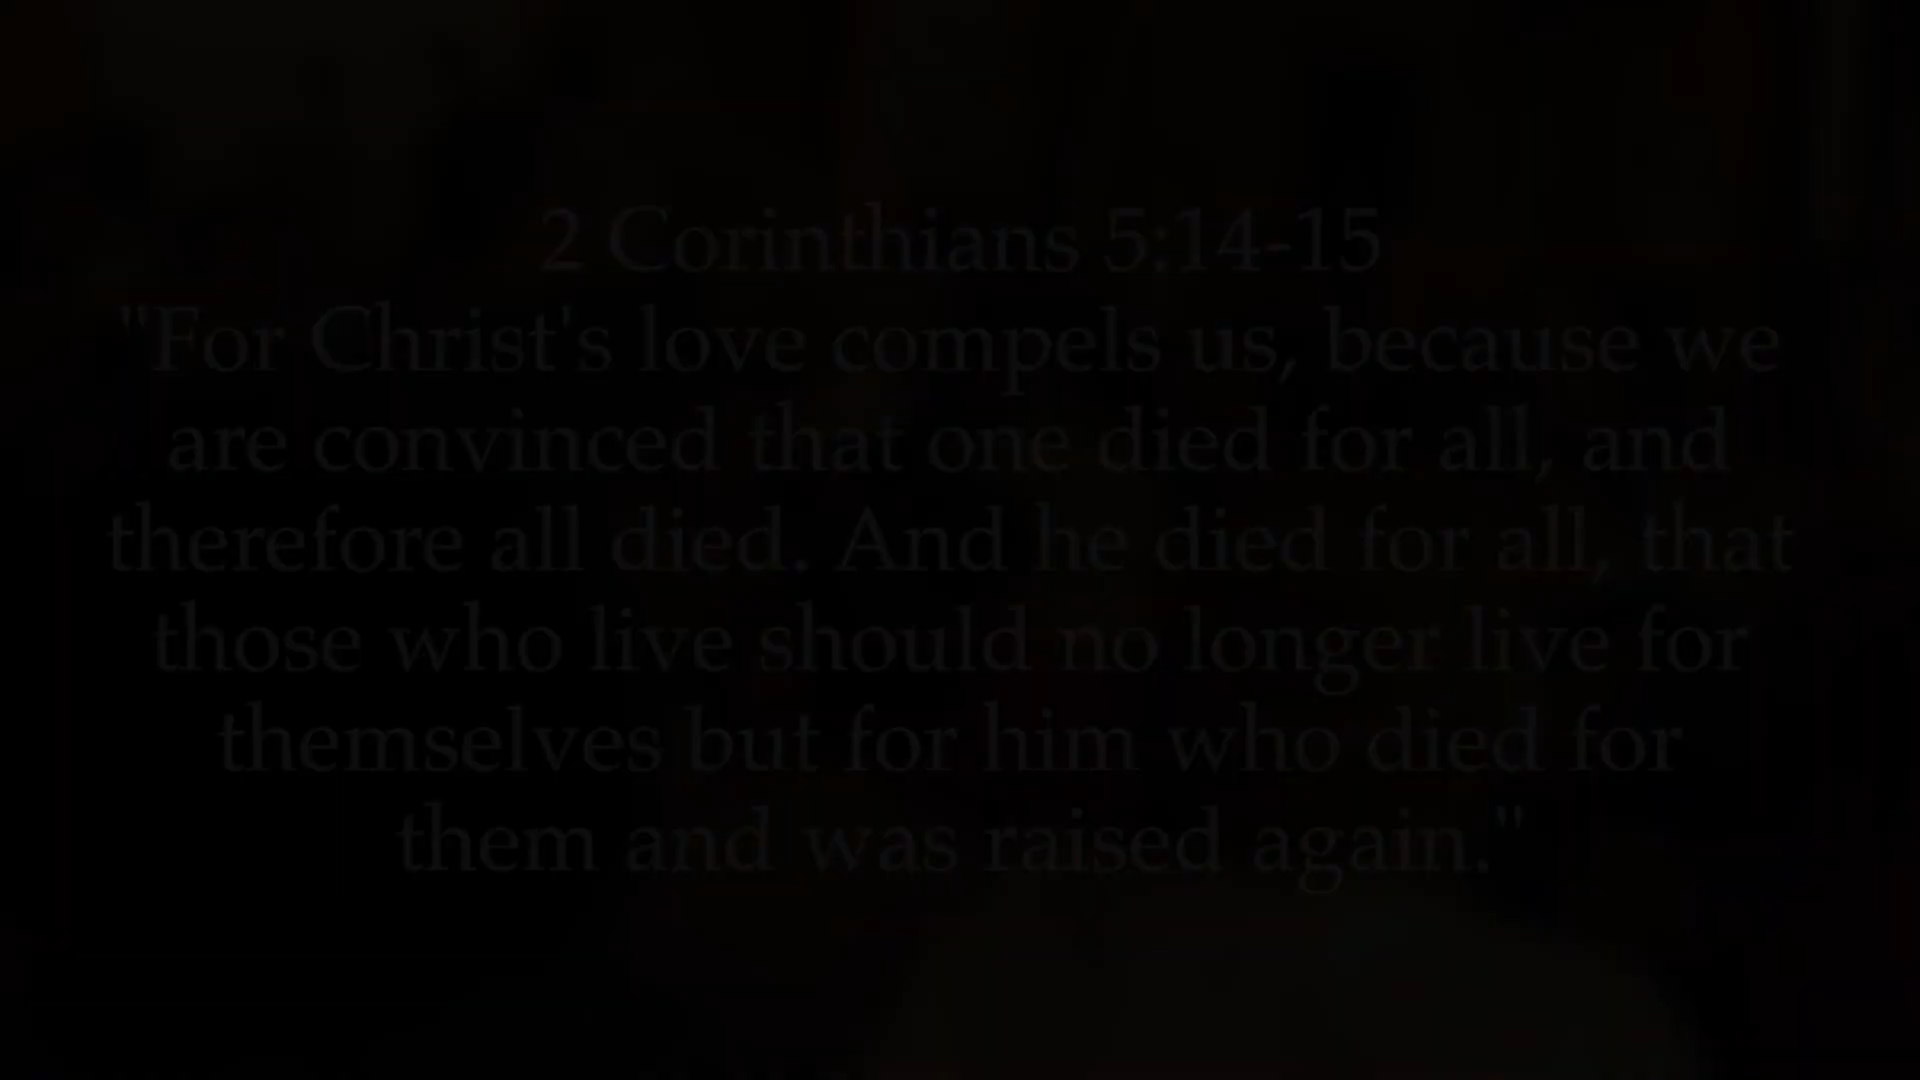 2 Corinthians 5:14-15
"For Christ's love compels us, because we
are convinced that one died for all, and
therefore all died. And he died for all, that
those who live should no longer live for
themselves but for him who died for
them and was raised again."